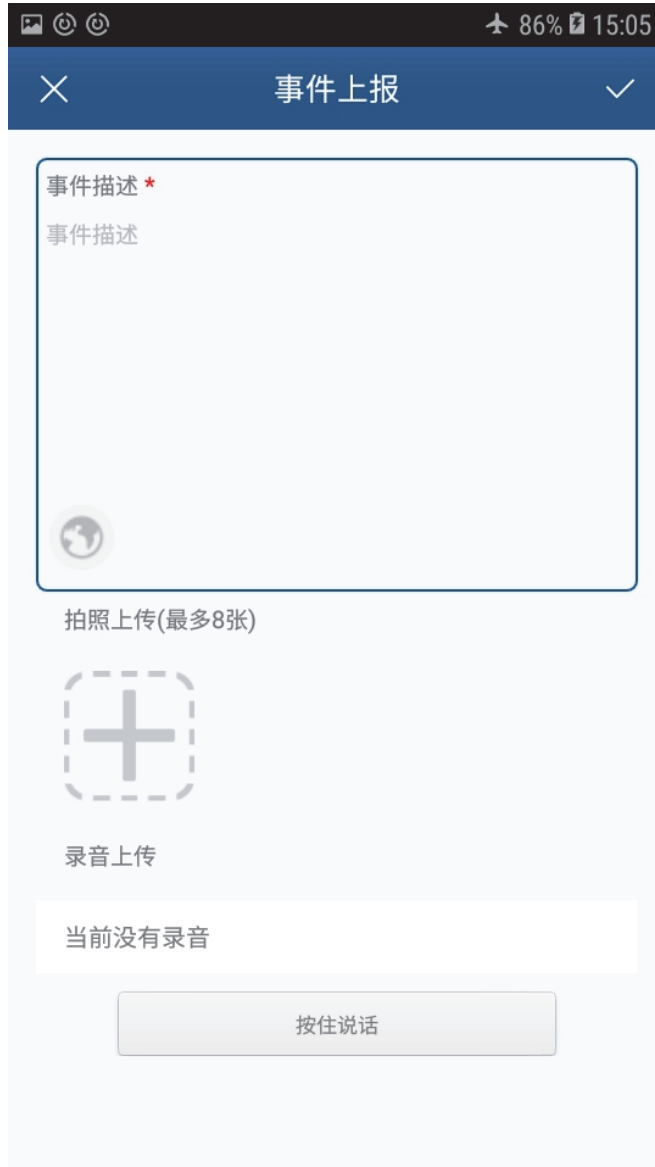 86% 15:05
事件上报
事件描述 *
事件描述
拍照上传(最多8张)
录音上传
当前没有录音
按住说话